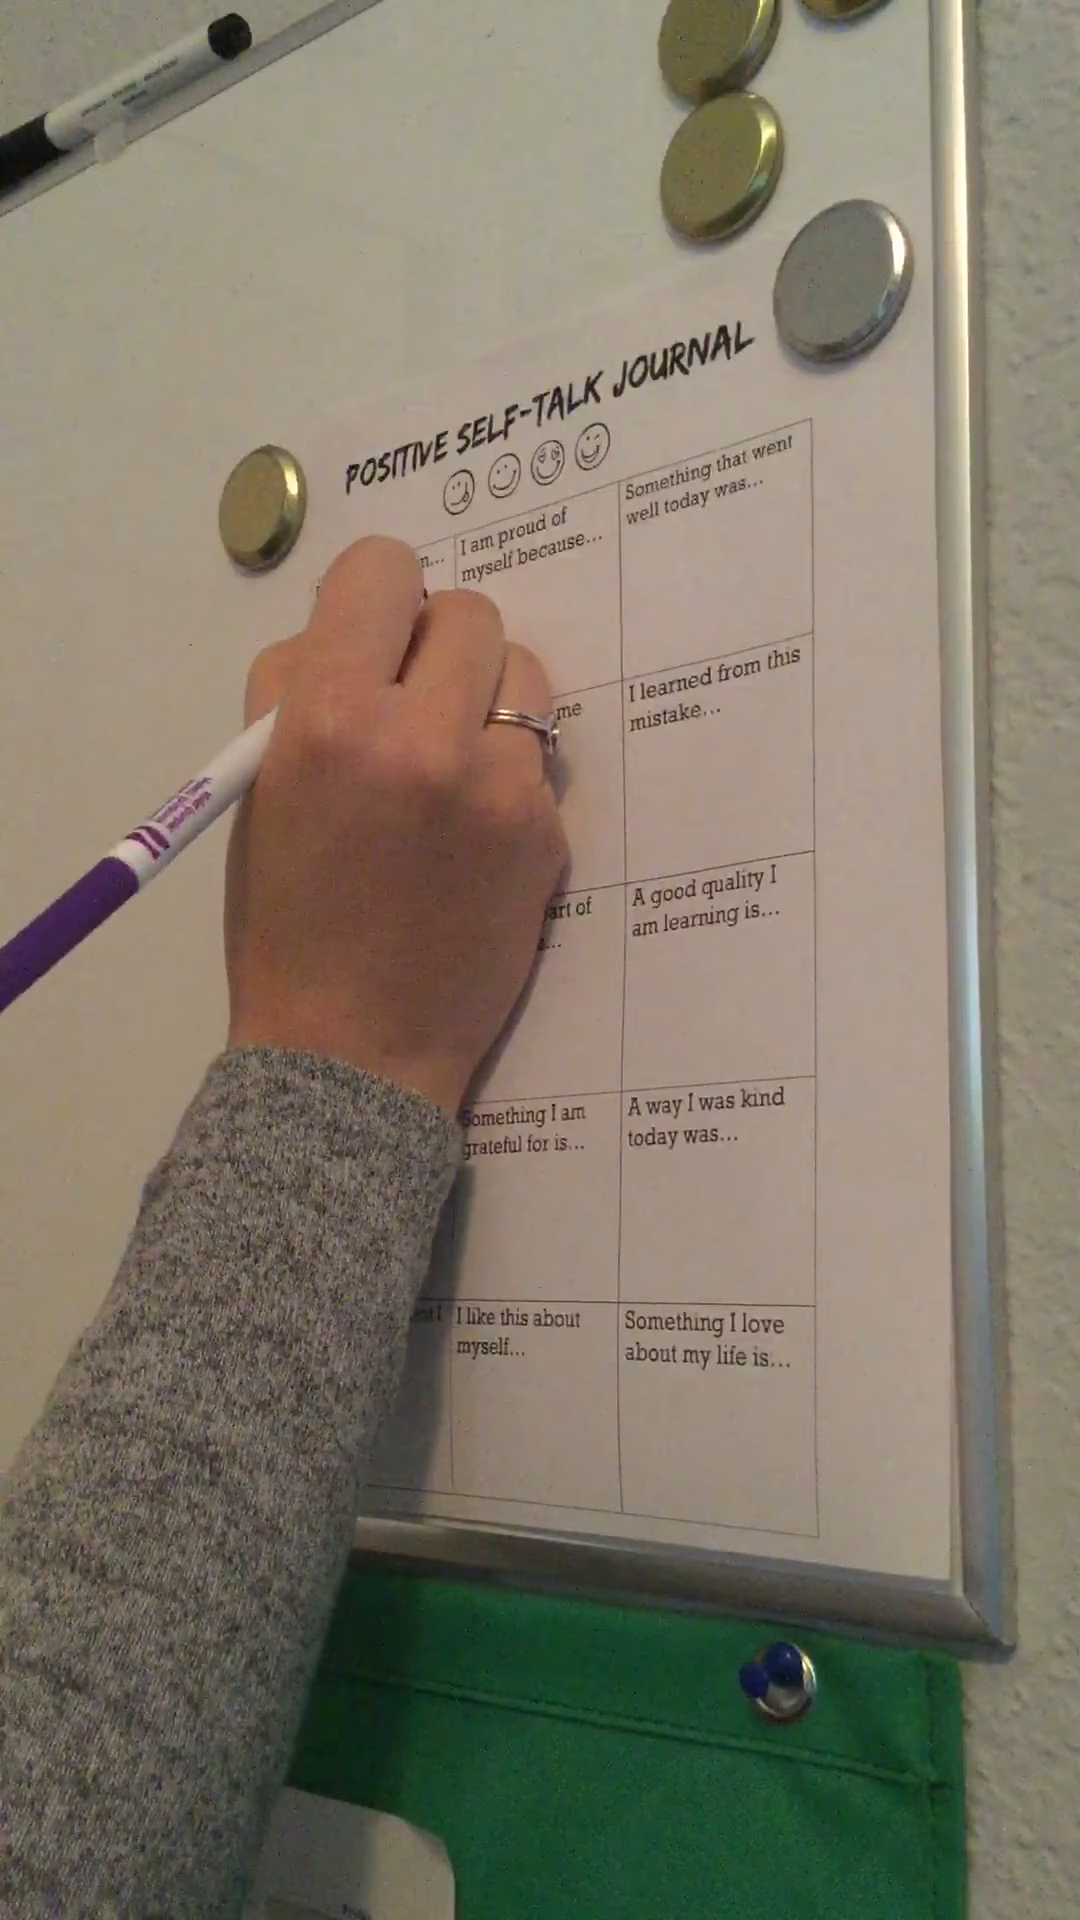 POSITIVE SELF-TALK JOURNAL
I am proud of
myself because...
Something that went
well today was...
me
I learned from this
mistake...
of
A good quality I
am learning is...
Something I am
grateful for is...
A way I was kind
today was...
I
I like this about
myself...
Something I love
about my life is...